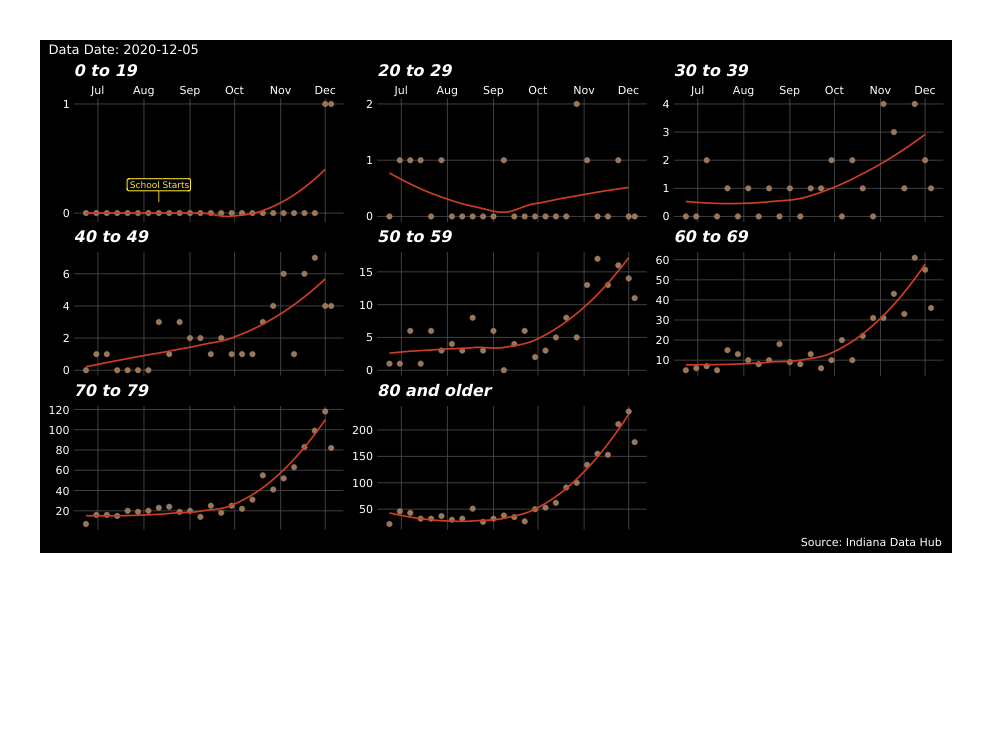 Data Date: 2020-12-05
0 to 19
20 to 29
30 to 39
Jul Aug Sep Oct Nov Dec
Jul Aug Sep Oct Nov Dec
Jul Aug Sep Oct Nov Dec
1
0
School Starts
2
1
0
4
3
2
1
0
40 to 49
50 to 59
60 to 69
6
4
2
0
15
10
5
0
60
50
40
30
20
10
70 to 79
80 and older
120
100
80
60
40
20
200
150
100
50
Source: Indiana Data Hub